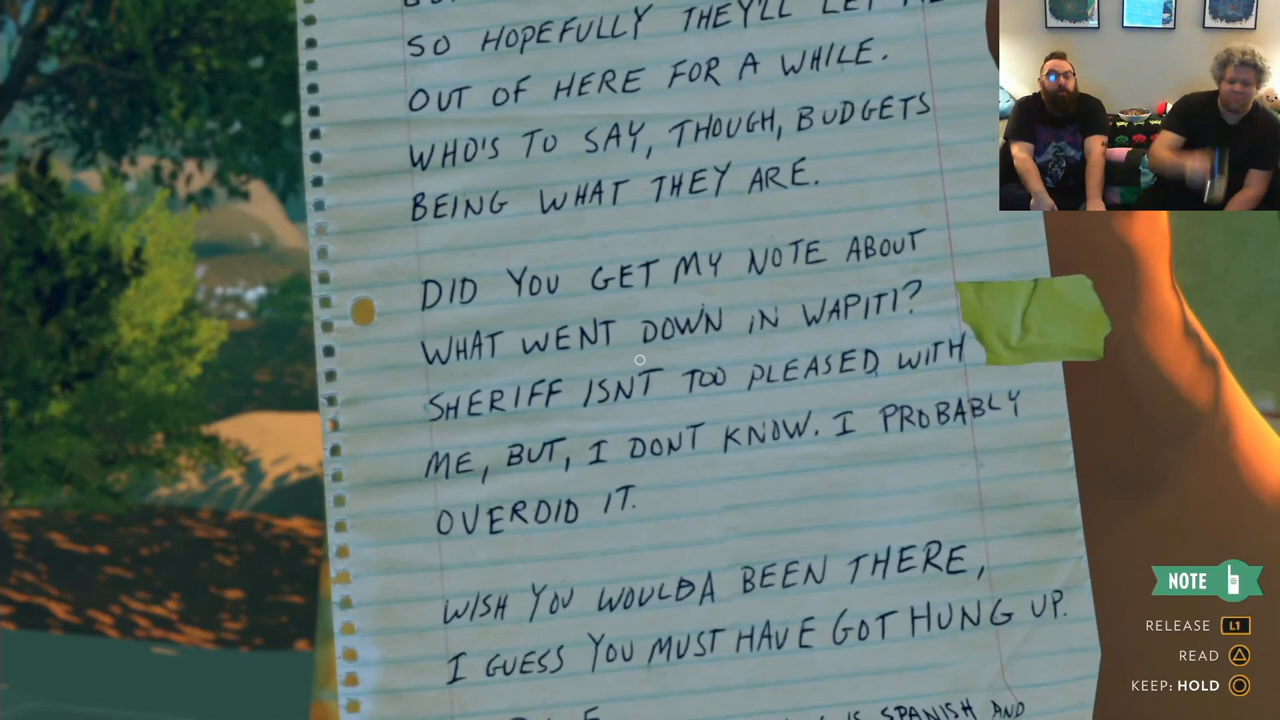 SO HOPEFULLY THEY'LL LET
OUT OF HERE FOR A WHILE.
WHO'S TO SAY, THOUGH, BUDGETS
BEING WHAT THEY ARE.
DID YOU GET MY NOTE ABOUT
WHAT WENT DOWN IN WAPITI?
SHERIFF ISNT TOO PLEASED WITH
ME, BUT, I DONT KNOW. I PROBABLY
OVERDID IT.
WISH YOU WOULDA BEEN THERE,
I GUESS YOU MUST HAVE GOT HUNG UP.
IS SPANISH AND
NOTE
RELEASE L1
READ
KEEP: HOLD